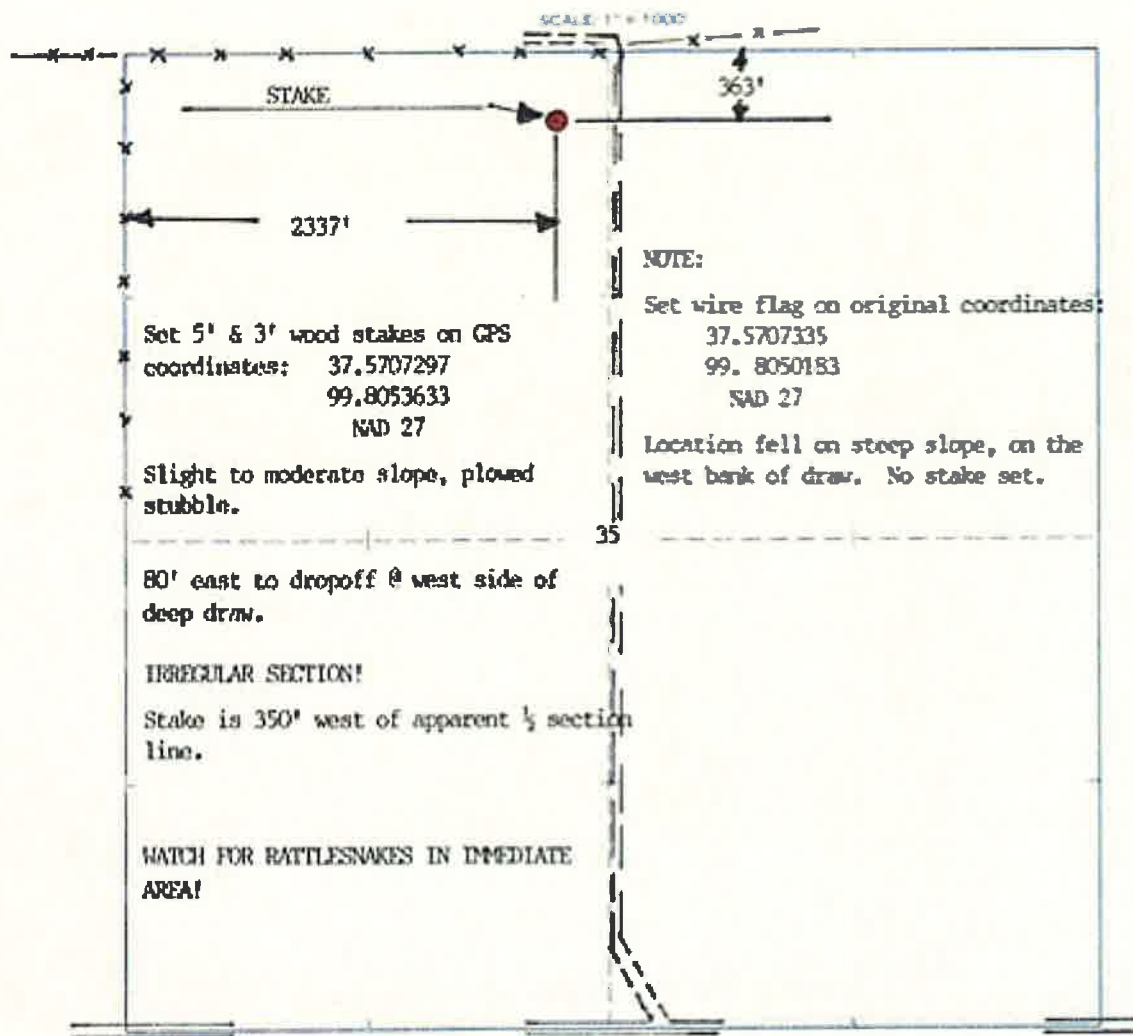 SCALE 1" = 1000'
STAKE
363'
2337'
NOTE:
Set wire flag on original coordinates:
37.5707335
99. 8050183
NAD 27
Location fell on steep slope, on the
west bank of draw. No stake set.
Set 5' & 3' wood stakes on GPS
coordinates: 37.5707297
99.8053633
NAD 27
Slight to moderate slope, plowed
stubble.
35
80' east to dropoff @ west side of
deep draw.
IRREGULAR SECTION!
Stake is 350' west of apparent ½ section
line.
WATCH FOR RATTLESNAKES IN IMMEDIATE
AREA!